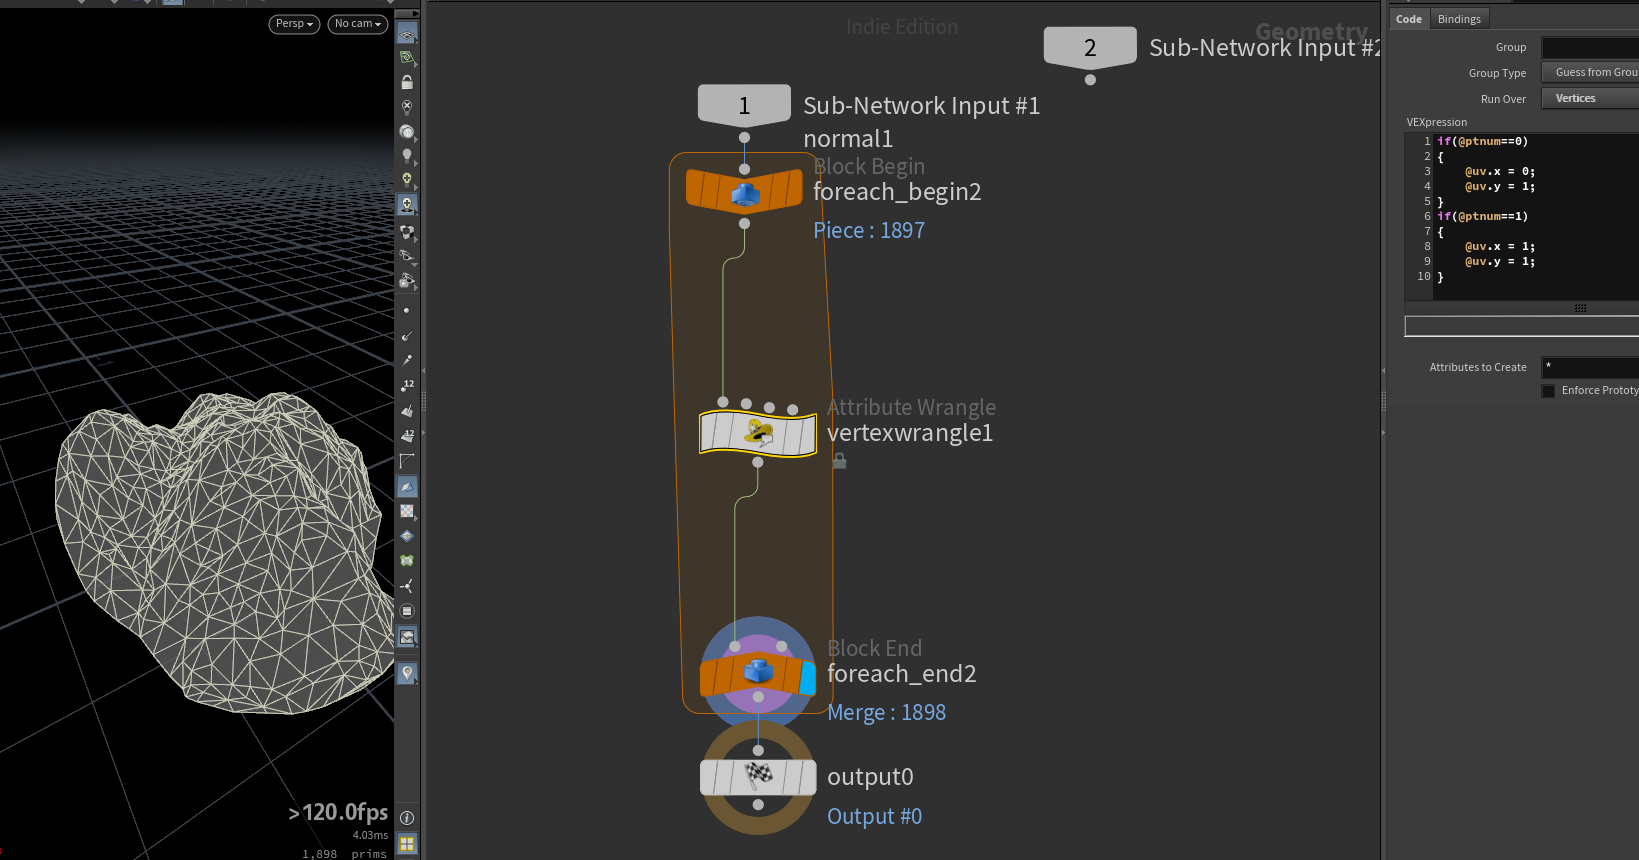 Persp
No cam
12
12
>120.0fps
4.03ms
1,898 prims
Indie Edition
Geometry
2
Sub-Network Input #2
1
Sub-Network Input #1
normal1
Block Begin
foreach_begin2
Piece : 1897
Attribute Wrangle
vertexwrangle1
Block End
foreach_end2
Merge : 1898
output0
Output #0
Code
Bindings
Group
Group Type
Guess from Grou
Run Over
Vertices
VEXpression
1 if(@ptnum==0)
2 {
3 @uv.x = 0;
4 @uv.y = 1;
5 }
6 if(@ptnum==1)
7 {
8 @uv.x = 1;
9 @uv.y = 1;
10 }
Attributes to Create
*
Enforce Prototy